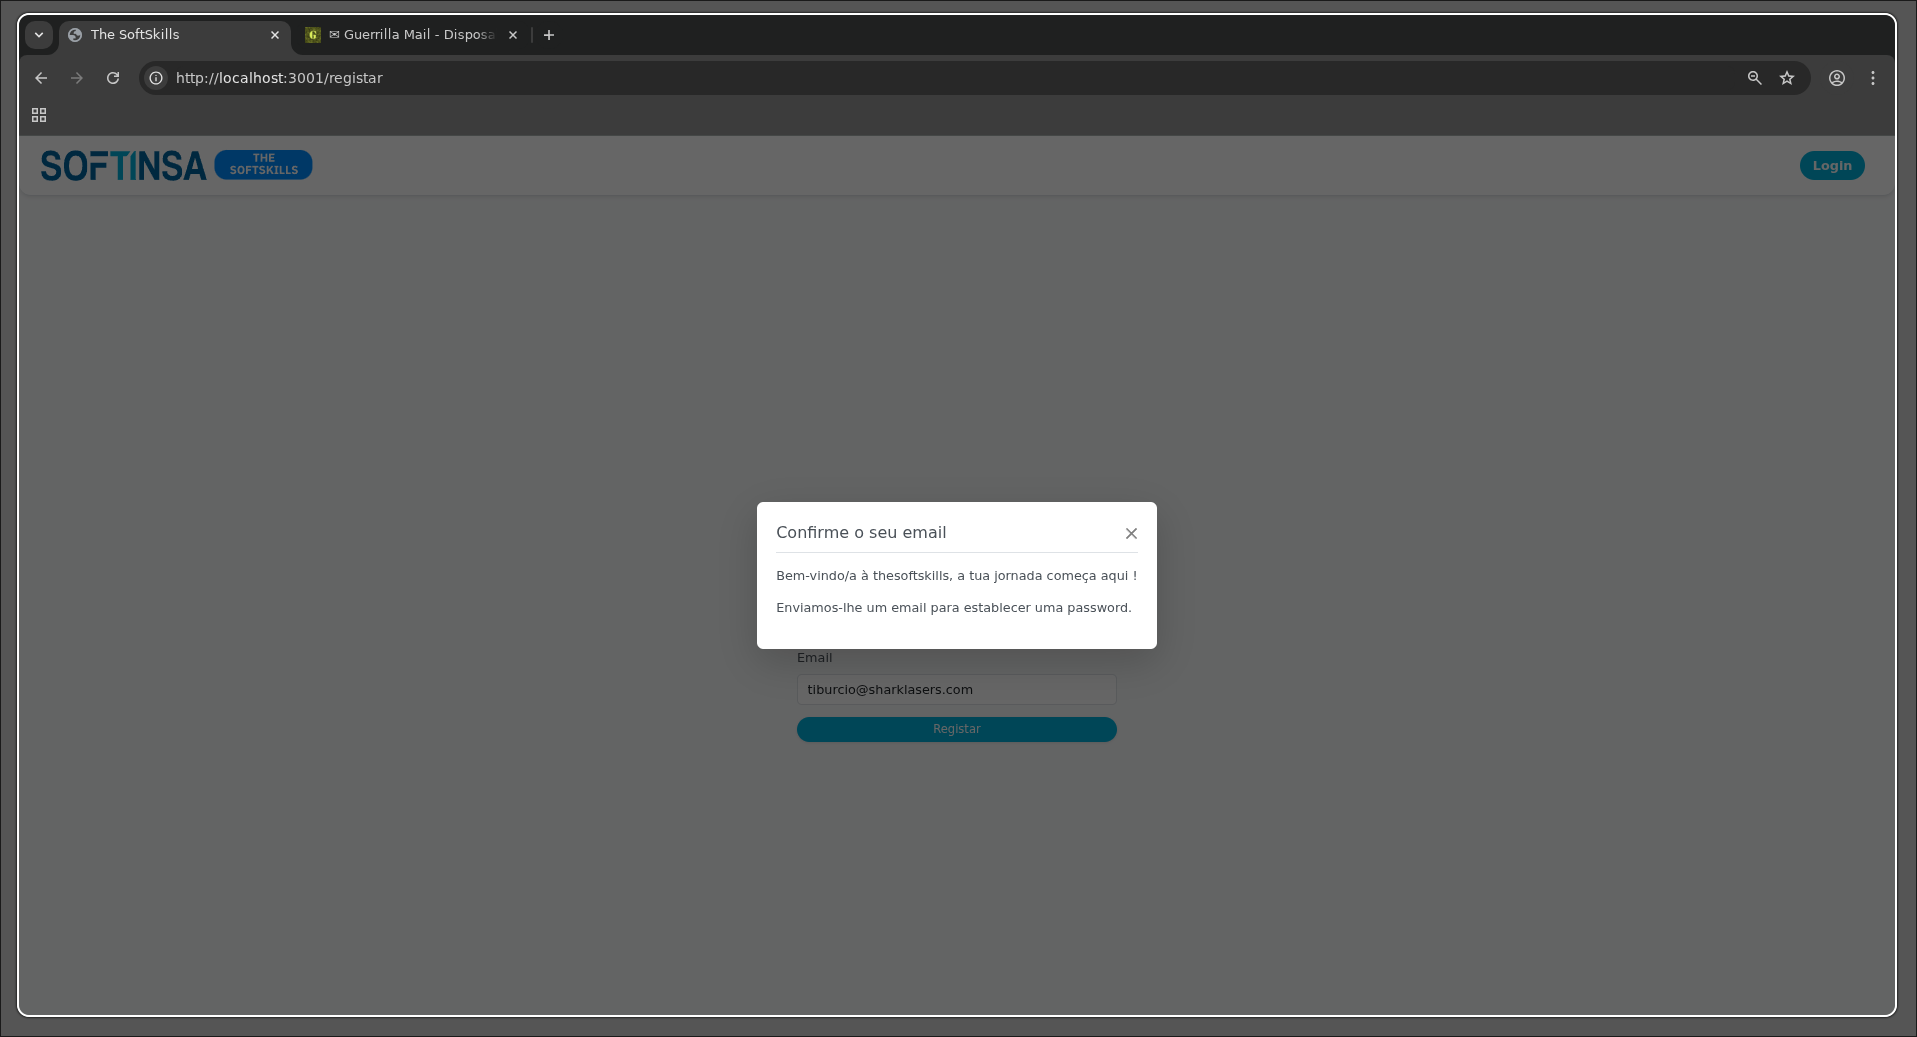 The SoftSkills
✉ Guerrilla Mail - Disposa
http://localhost:3001/registar
SOFTINSA
THE
SOFTSKILLS
Login
Confirme o seu email
Bem-vindo/a à thesoftskills, a tua jornada começa aqui !
Enviamos-lhe um email para establecer uma password.
Email
tiburcio@sharklasers.com
Registar